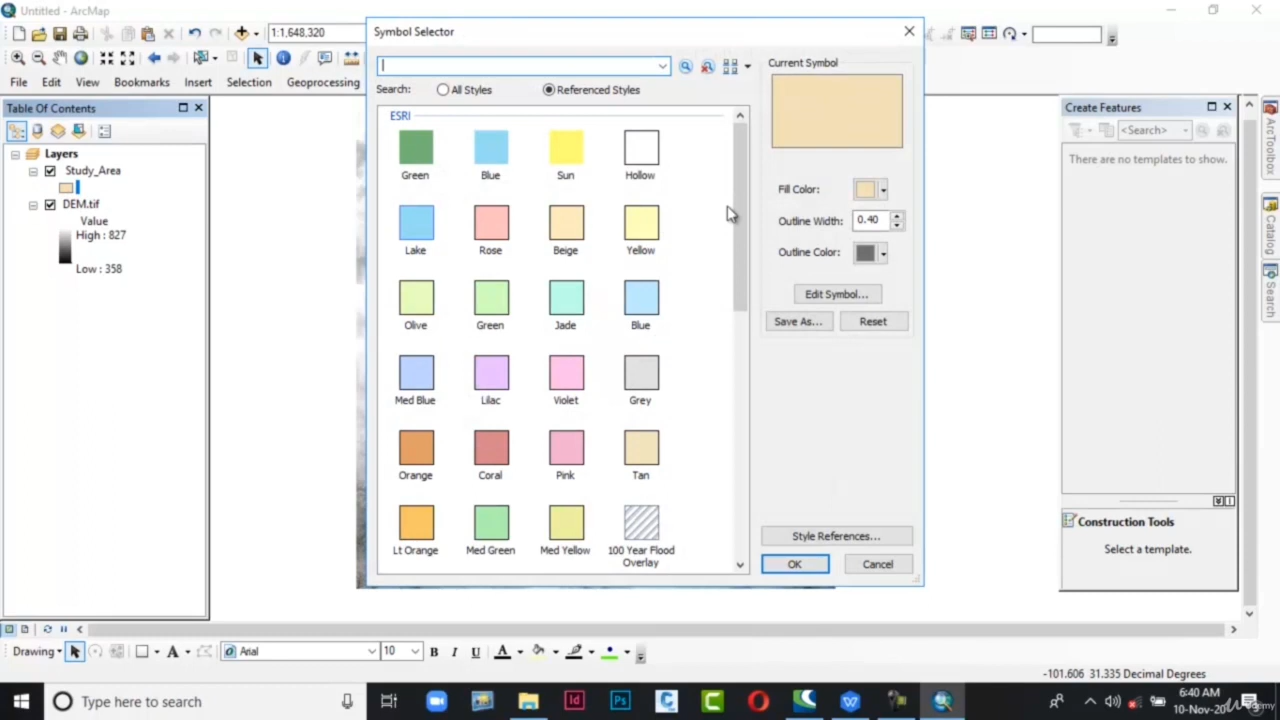 Untitled - ArcMap
1:1,648,320
File Edit View Bookmarks Insert Selection Geoprocessing
Table Of Contents
Layers
Study_Area
DEM.tif
Value
High : 827
Low : 358
Symbol Selector
Search: All Styles Referenced Styles
ESRI
Green Blue Sun Hollow
Lake Rose Beige Yellow
Olive Green Jade Blue
Med Blue Lilac Violet Grey
Orange Coral Pink Tan
Lt Orange Med Green Med Yellow 100 Year Flood
Overlay
Current Symbol
Fill Color:
Outline Width: 0.40
Outline Color:
Edit Symbol...
Save As... Reset
Style References...
OK Cancel
Create Features
<Search>
There are no templates to show.
Construction Tools
Select a template.
ArcToolbox
Catalog
Search
Drawing A Arial 10 B I U A
-101.606 31.335 Decimal Degrees
Type here to search
Id Ps
6:40 AM
10-Nov-20
Udemy